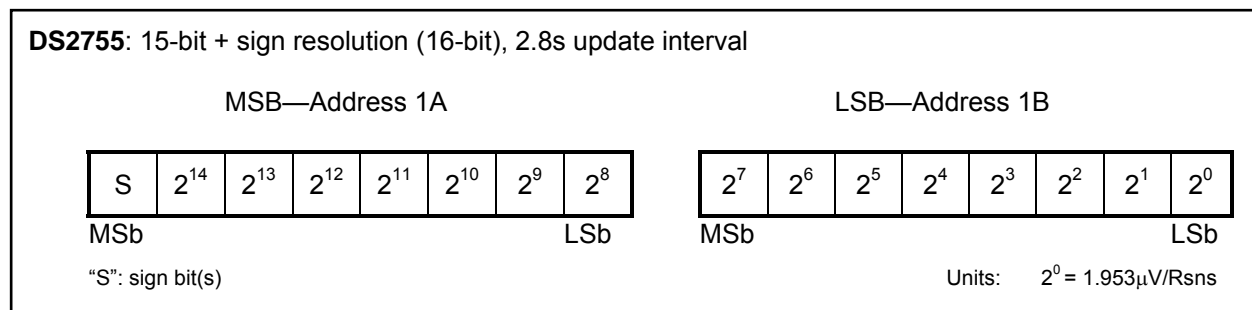 DS2755: 15-bit + sign resolution (16-bit), 2.8s update interval
MSB—Address 1A LSB—Address 1B
S 2^14 2^13 2^12 2^11 2^10 2^9 2^8 2^7 2^6 2^5 2^4 2^3 2^2 2^1 2^0
MSb LSb MSb LSb
“S”: sign bit(s) Units: 2^0 = 1.953μV/Rsns